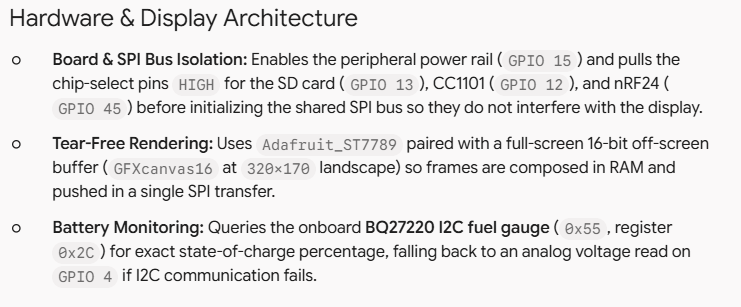 Hardware & Display Architecture
Board & SPI Bus Isolation: Enables the peripheral power rail ( GPIO 15 ) and pulls the
chip-select pins HIGH for the SD card ( GPIO 13 ), CC1101 ( GPIO 12 ), and nRF24 (
GPIO 45 ) before initializing the shared SPI bus so they do not interfere with the display.
Tear-Free Rendering: Uses Adafruit_ST7789 paired with a full-screen 16-bit off-screen
buffer ( GFXcanvas16 at 320×170 landscape) so frames are composed in RAM and
pushed in a single SPI transfer.
Battery Monitoring: Queries the onboard BQ27220 I2C fuel gauge ( 0x55 , register
0x2C ) for exact state-of-charge percentage, falling back to an analog voltage read on
GPIO 4 if I2C communication fails.